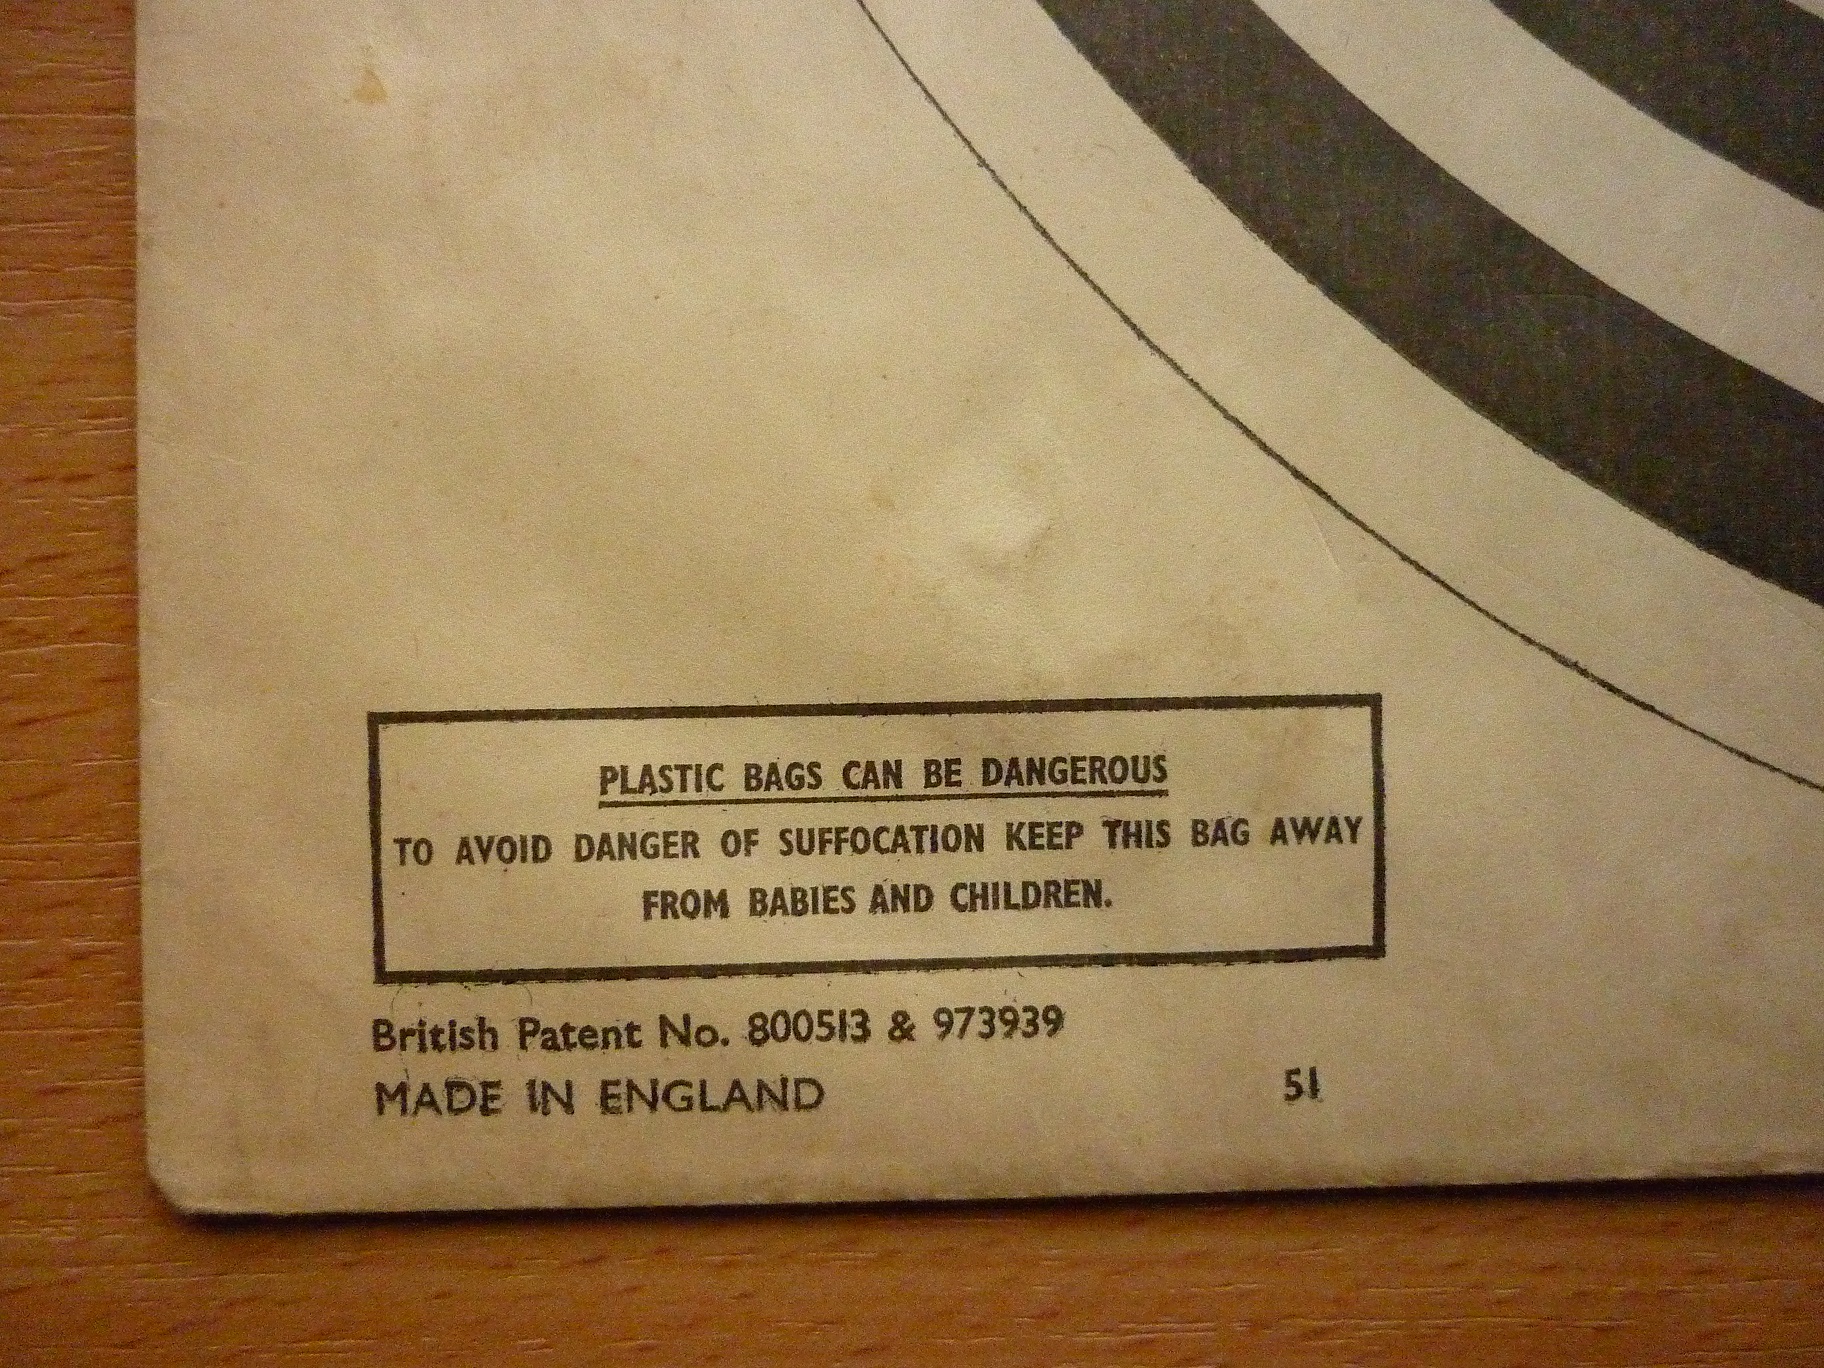 PLASTIC BAGS CAN BE DANGEROUS
TO AVOID DANGER OF SUFFOCATION KEEP THIS BAG AWAY
FROM BABIES AND CHILDREN.
British Patent No. 800513 & 973939
MADE IN ENGLAND 51